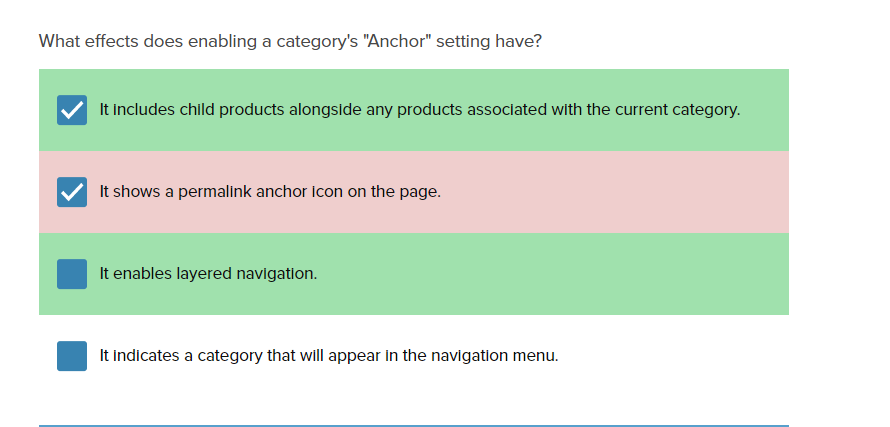 What effects does enabling a category's "Anchor" setting have?
It includes child products alongside any products associated with the current category.
It shows a permalink anchor icon on the page.
It enables layered navigation.
It indicates a category that will appear in the navigation menu.